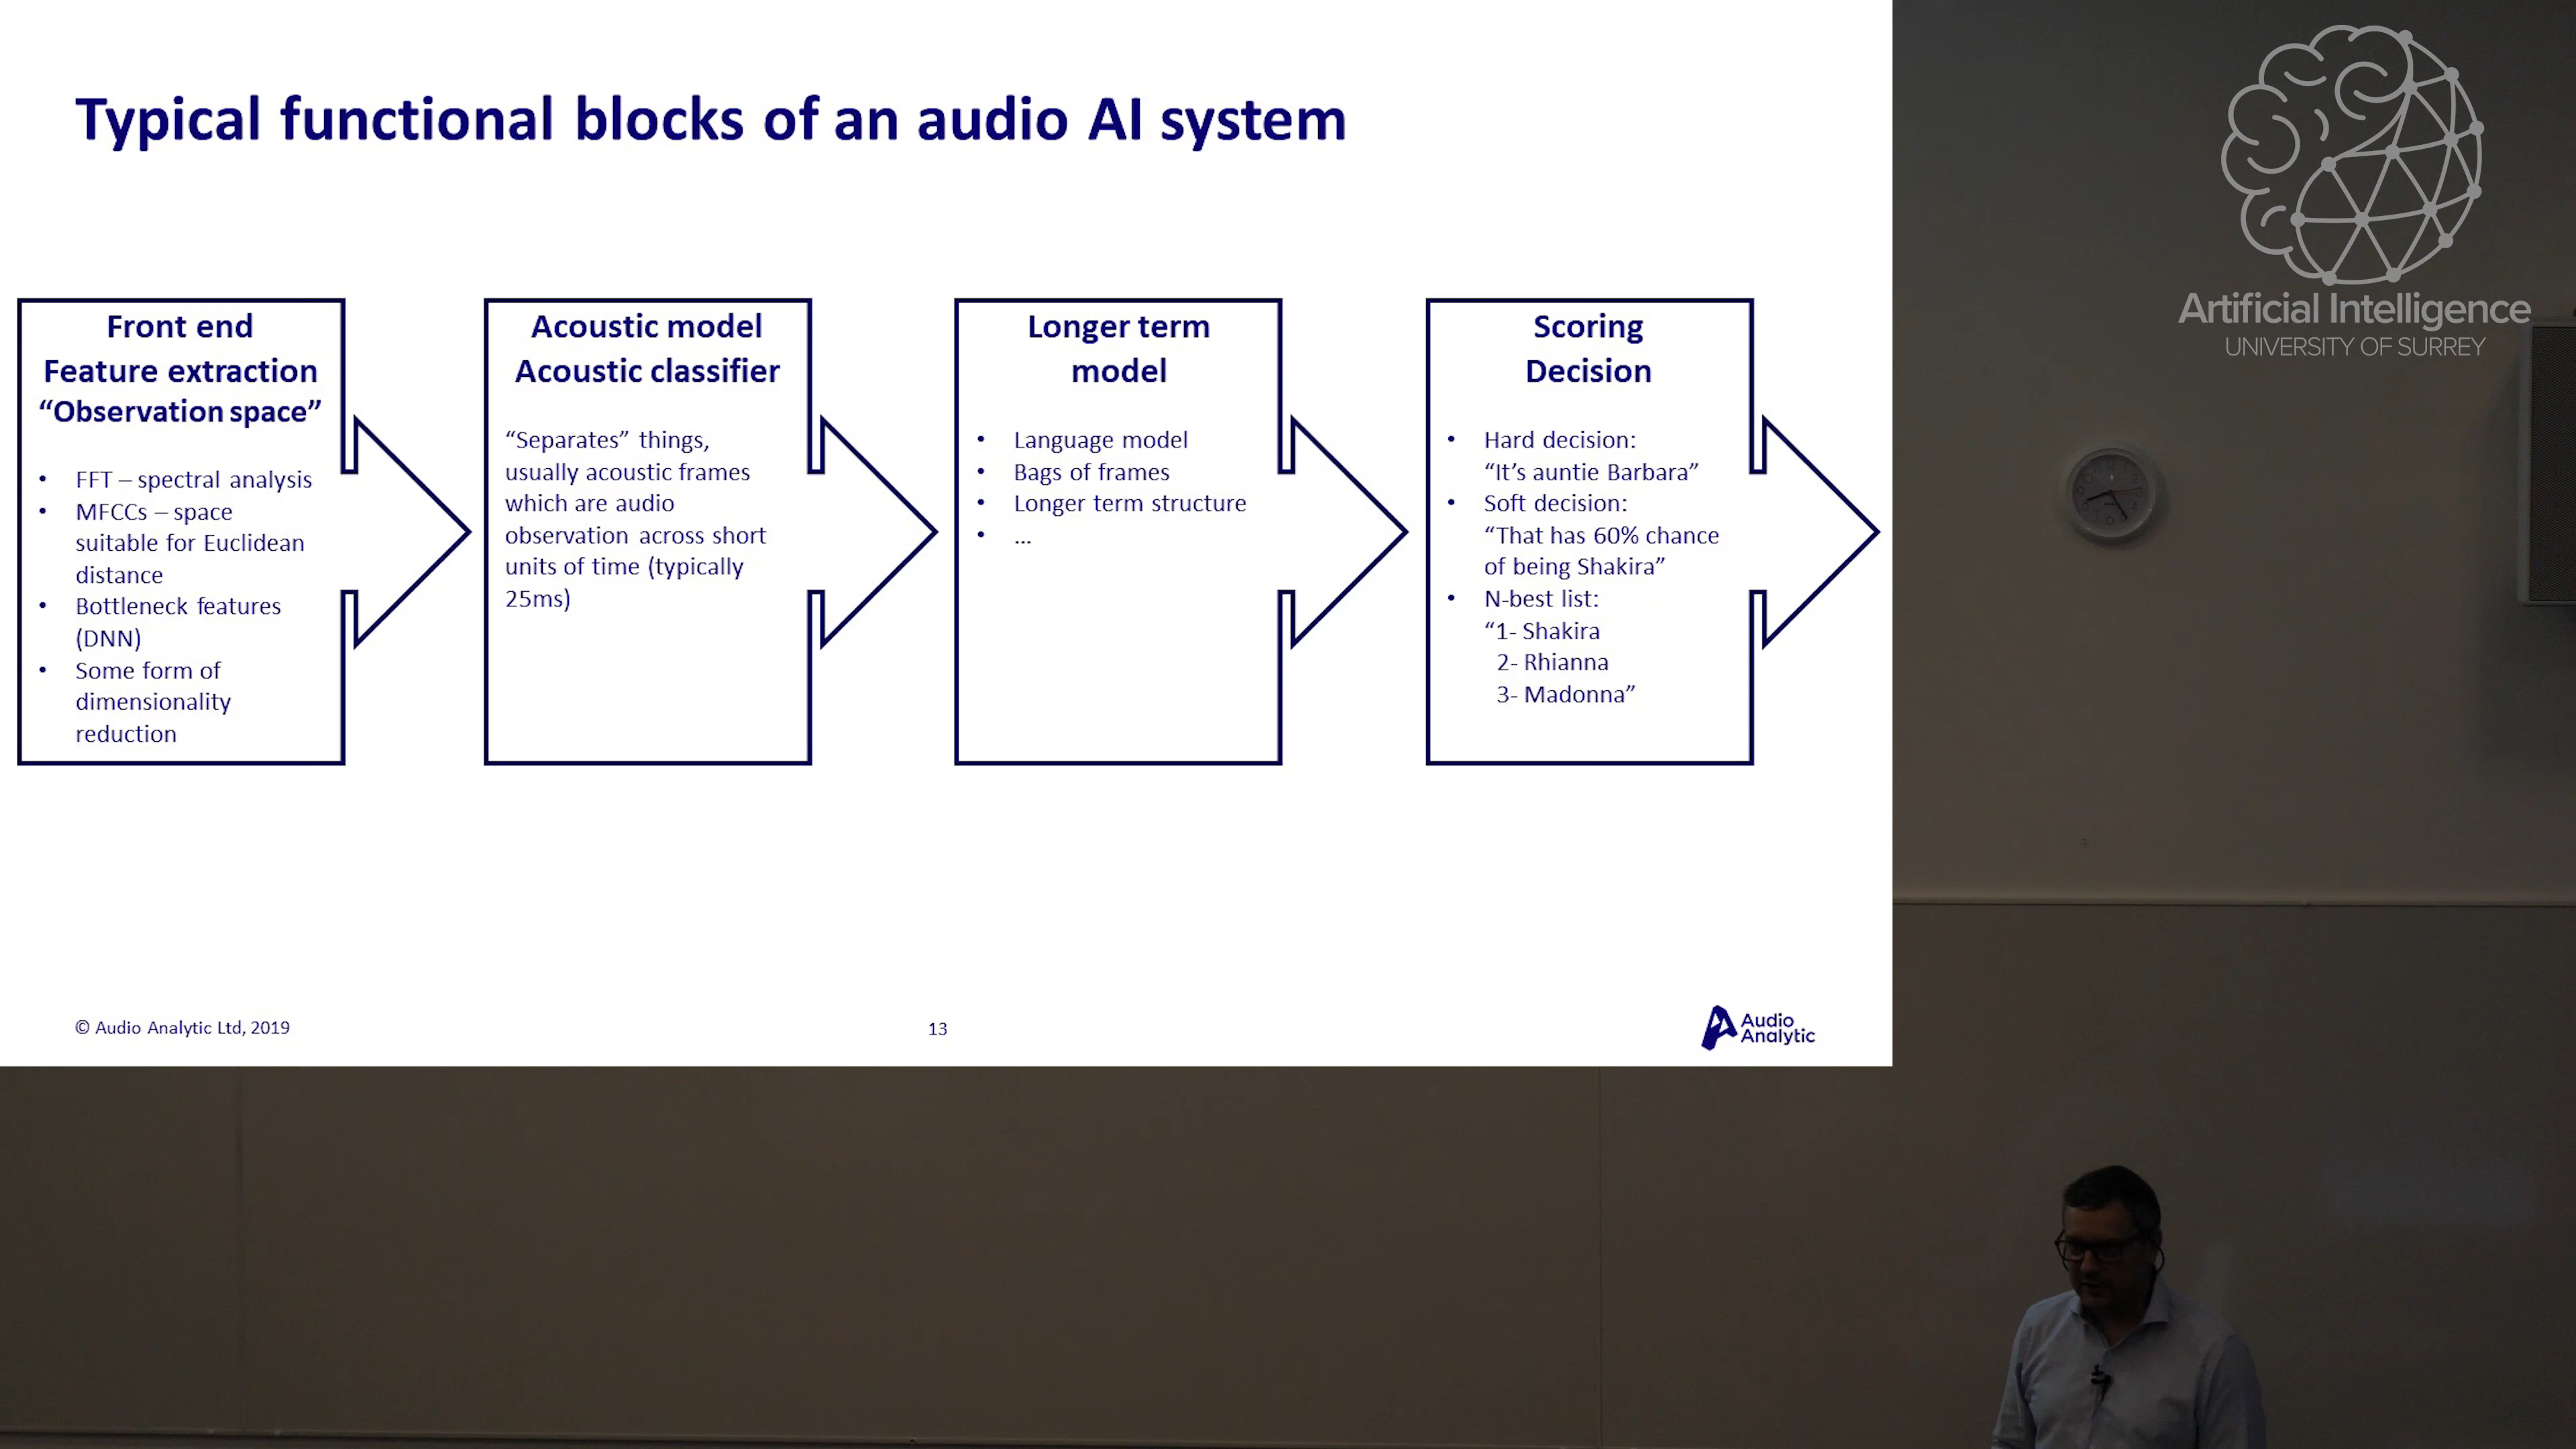 Typical functional blocks of an audio AI system
Front end
Feature extraction
“Observation space”
• FFT – spectral analysis
• MFCCs – space
suitable for Euclidean
distance
• Bottleneck features
(DNN)
• Some form of
dimensionality
reduction
Acoustic model
Acoustic classifier
“Separates” things,
usually acoustic frames
which are audio
observation across short
units of time (typically
25ms)
Longer term
model
• Language model
• Bags of frames
• Longer term structure
• ...
Scoring
Decision
• Hard decision:
“It’s auntie Barbara”
• Soft decision:
“That has 60% chance
of being Shakira”
• N-best list:
“1- Shakira
2- Rhianna
3- Madonna”
© Audio Analytic Ltd, 2019
13
Audio
Analytic
Artificial Intelligence
UNIVERSITY OF SURREY